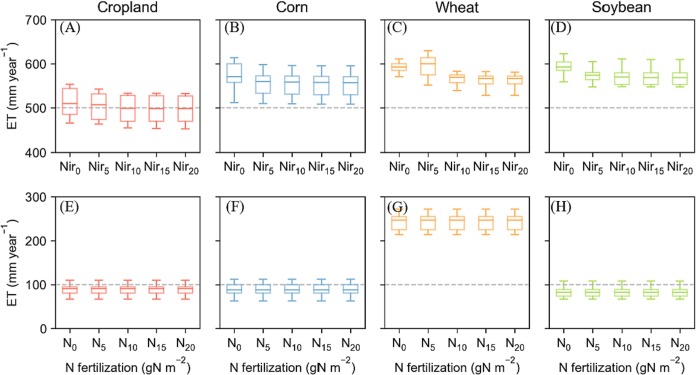 Cropland Corn Wheat Soybean
700 (A) (B) (C) (D)
600
500
400
ET (mm year⁻¹)
Nir₀ Nir₅ Nir₁₀ Nir₁₅ Nir₂₀ Nir₀ Nir₅ Nir₁₀ Nir₁₅ Nir₂₀ Nir₀ Nir₅ Nir₁₀ Nir₁₅ Nir₂₀ Nir₀ Nir₅ Nir₁₀ Nir₁₅ Nir₂₀
300 (E) (F) (G) (H)
200
100
0
ET (mm year⁻¹)
N₀ N₅ N₁₀ N₁₅ N₂₀ N₀ N₅ N₁₀ N₁₅ N₂₀ N₀ N₅ N₁₀ N₁₅ N₂₀ N₀ N₅ N₁₀ N₁₅ N₂₀
N fertilization (gN m⁻²) N fertilization (gN m⁻²) N fertilization (gN m⁻²) N fertilization (gN m⁻²)